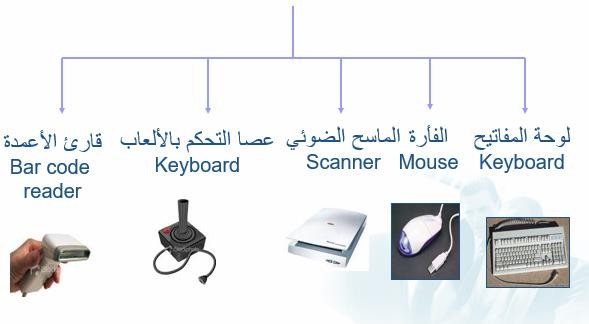 لوحة المفاتيح
Keyboard
الفأرة
Mouse
الماسح الضوئي
Scanner
عصا التحكم بالألعاب
Keyboard
قارئ الأعمدة
Bar code
reader